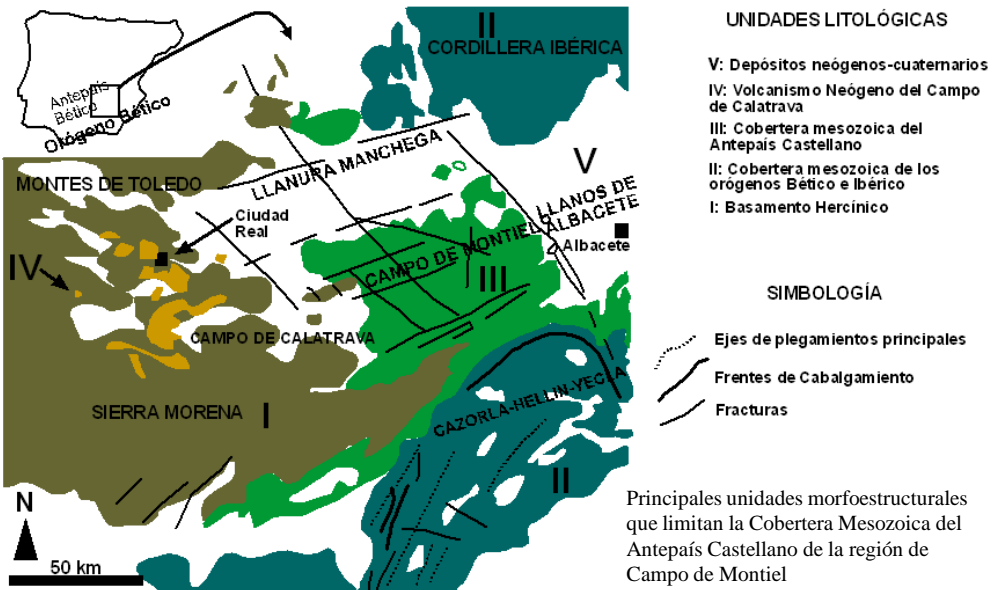 Antepaís
Bético
Orógeno Bético
II
CORDILLERA IBÉRICA
MONTES DE TOLEDO
LLANURA MANCHEGA
V
LLANOS DE
ALBACETE
Ciudad
Real
Albacete
IV
CAMPO DE MONTIEL
III
CAMPO DE CALATRAVA
SIERRA MORENA
I
CAZORLA-HELLIN-YECLA
II
N
50 km
UNIDADES LITOLÓGICAS
V: Depósitos neógenos-cuaternarios
IV: Volcanismo Neógeno del Campo
de Calatrava
III: Cobertera mesozoica del
Antepaís Castellano
II: Cobertera mesozoica de los
orógenos Bético e Ibérico
I: Basamento Hercínico
SIMBOLOGÍA
Ejes de plegamientos principales
Frentes de Cabalgamiento
Fracturas
Principales unidades morfoestructurales
que limitan la Cobertera Mesozoica del
Antepaís Castellano de la región de
Campo de Montiel